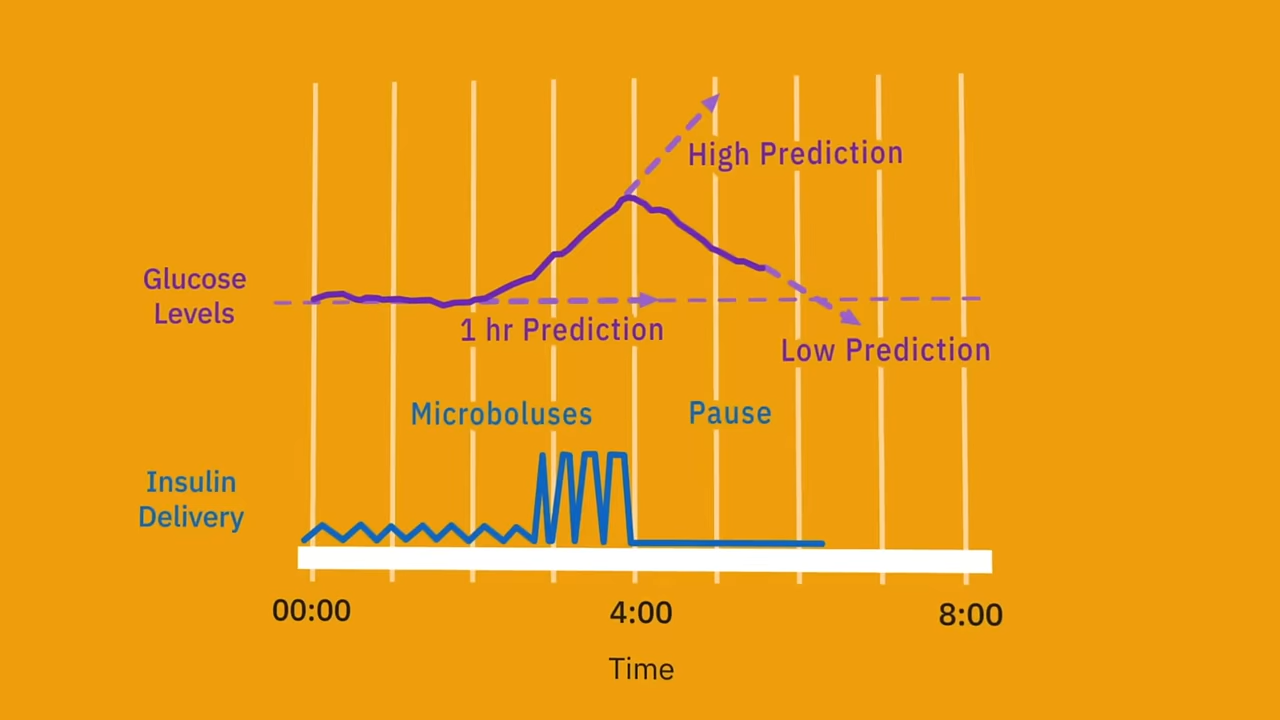 High Prediction
Glucose
Levels
1 hr Prediction
Low Prediction
Microboluses
Pause
Insulin
Delivery
00:00
4:00
8:00
Time